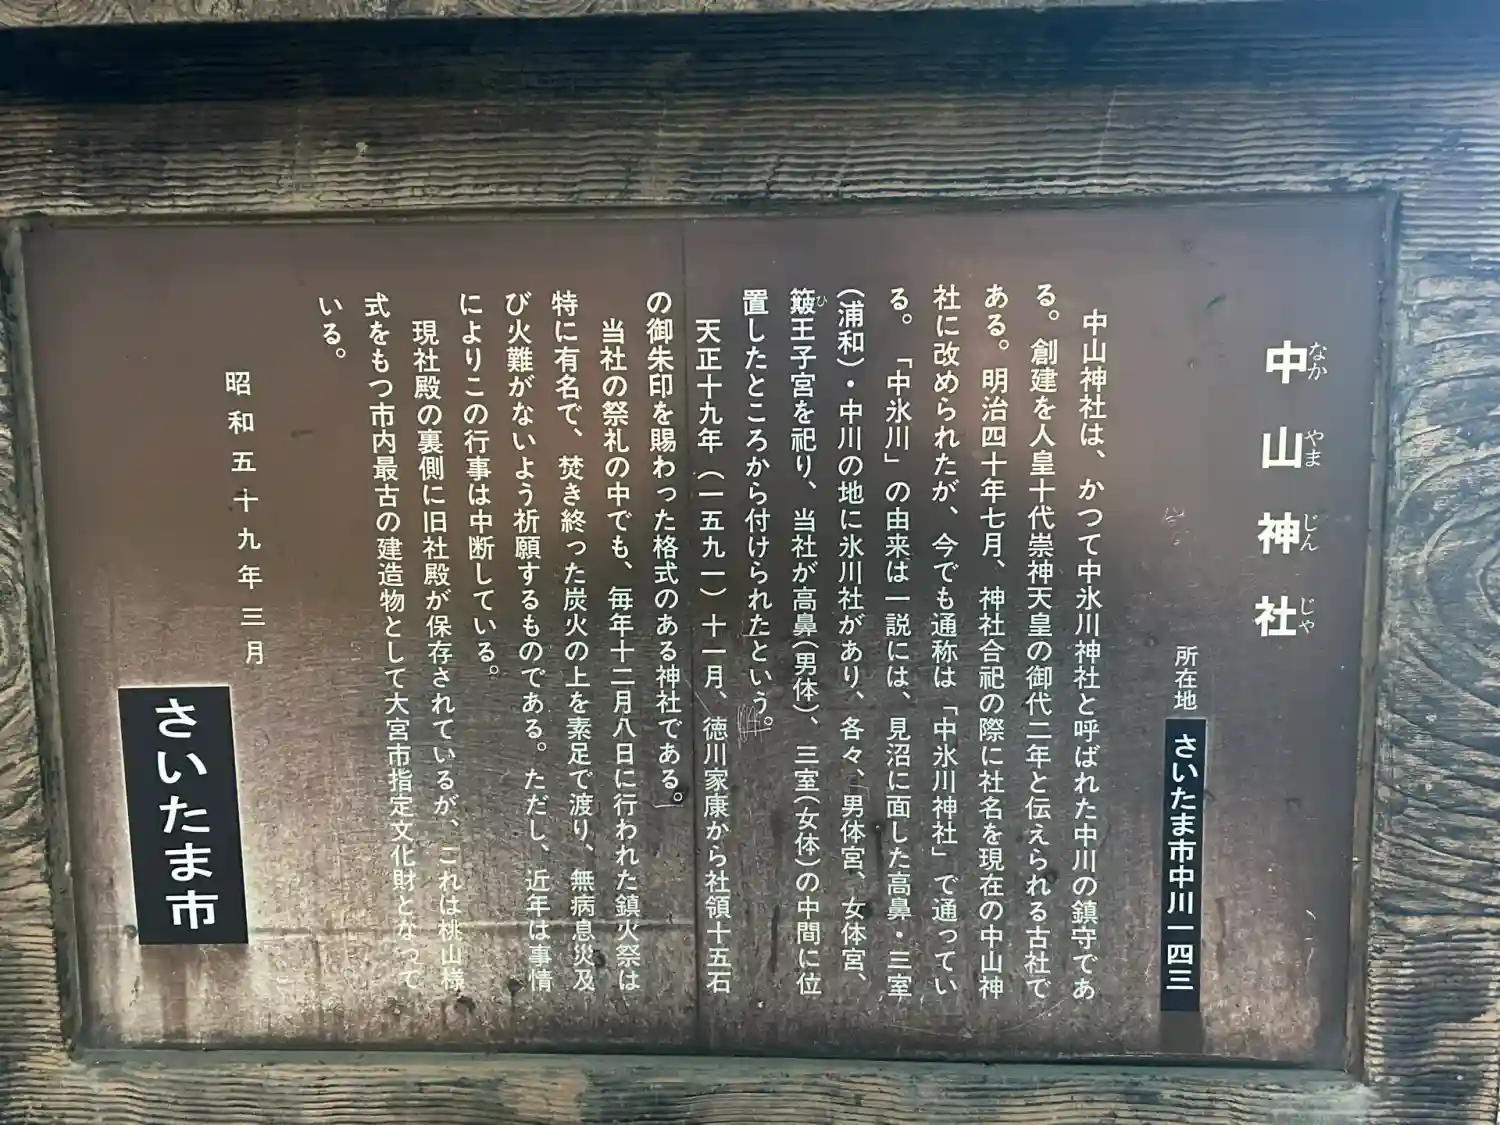 中山神社
なかやまじんじゃ
所在地 さいたま市中川一四三
中山神社は、かつて中氷川神社と呼ばれた中川の鎮守であ
る。創建を人皇十代崇神天皇の御代二年と伝えられる古社で
ある。明治四十年七月、神社合祀の際に社名を現在の中山神
社に改められたが、今でも通称は「中氷川神社」で通ってい
る。「中氷川」の由来は一説には、見沼に面した高鼻・三室
(浦和)・中川の地に氷川社があり、各々、男体宮、女体宮、
簸王子宮を祀り、当社が高鼻(男体)、三室(女体)の中間に位
ひ
置したところから付けられたという。
天正十九年(一五九一)十一月、徳川家康から社領十五石
の御朱印を賜わった格式のある神社である。
当社の祭礼の中でも、毎年十二月八日に行われた鎮火祭は
特に有名で、焚き終った炭火の上を素足で渡り、無病息災及
び火難がないよう祈願するものである。ただし、近年は事情
によりこの行事は中断している。
現社殿の裏側に旧社殿が保存されているが、これは桃山様
式をもつ市内最古の建造物として大宮市指定文化財となって
いる。
昭和五十九年三月
さいたま市